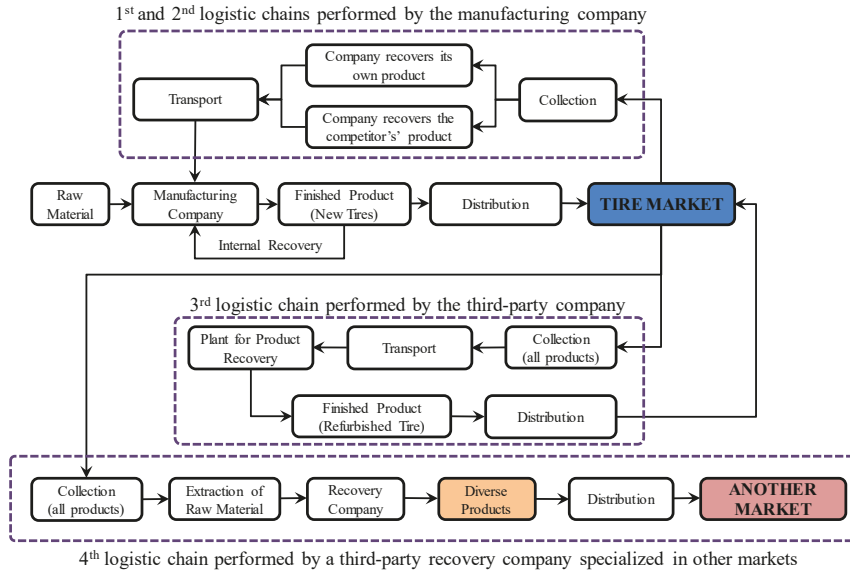 1st and 2nd logistic chains performed by the manufacturing company
Company recovers its
own product
Transport
Collection
Company recovers the
competitor's' product
Raw
Material
Manufacturing
Company
Finished Product
(New Tires)
Distribution
TIRE MARKET
Internal Recovery
3rd logistic chain performed by the third-party company
Plant for Product
Recovery
Transport
Collection
(all products)
Finished Product
(Refurbished Tire)
Distribution
Collection
(all products)
Extraction of
Raw Material
Recovery
Company
Diverse
Products
Distribution
ANOTHER
MARKET
4th logistic chain performed by a third-party recovery company specialized in other markets